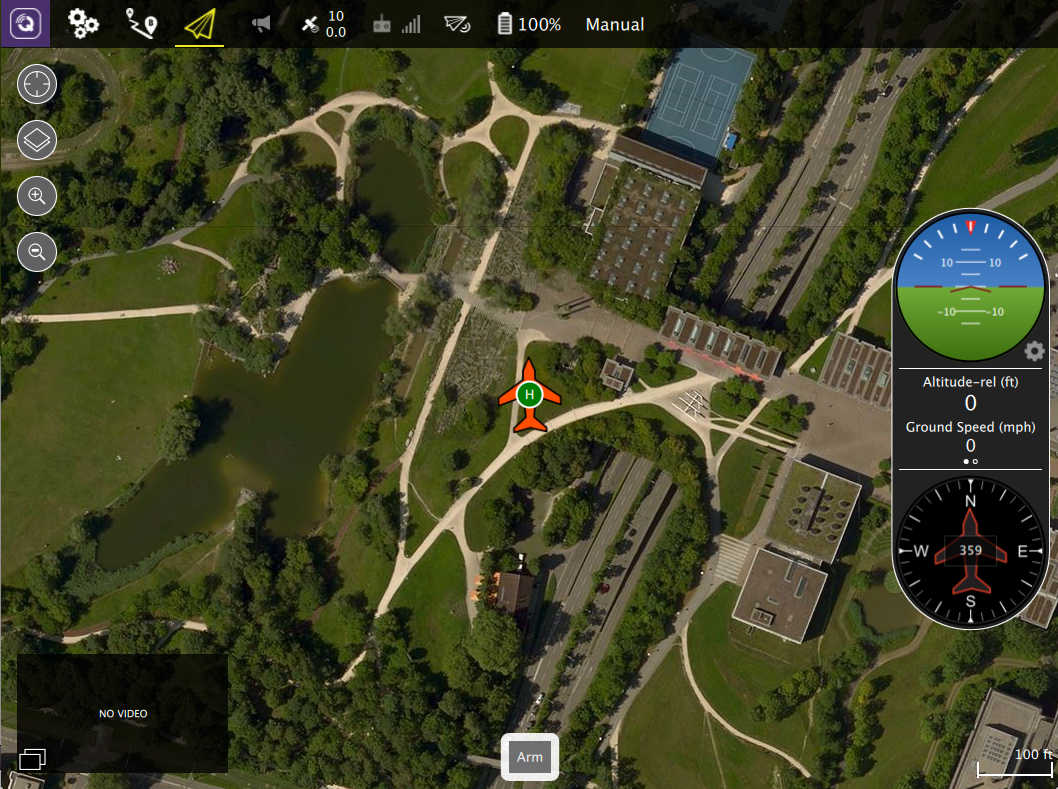 10
0.0
100%
Manual
10 10
-10 -10
Altitude-rel (ft)
0
Ground Speed (mph)
0
H
N
W 359 E
S
NO VIDEO
Arm
100 ft